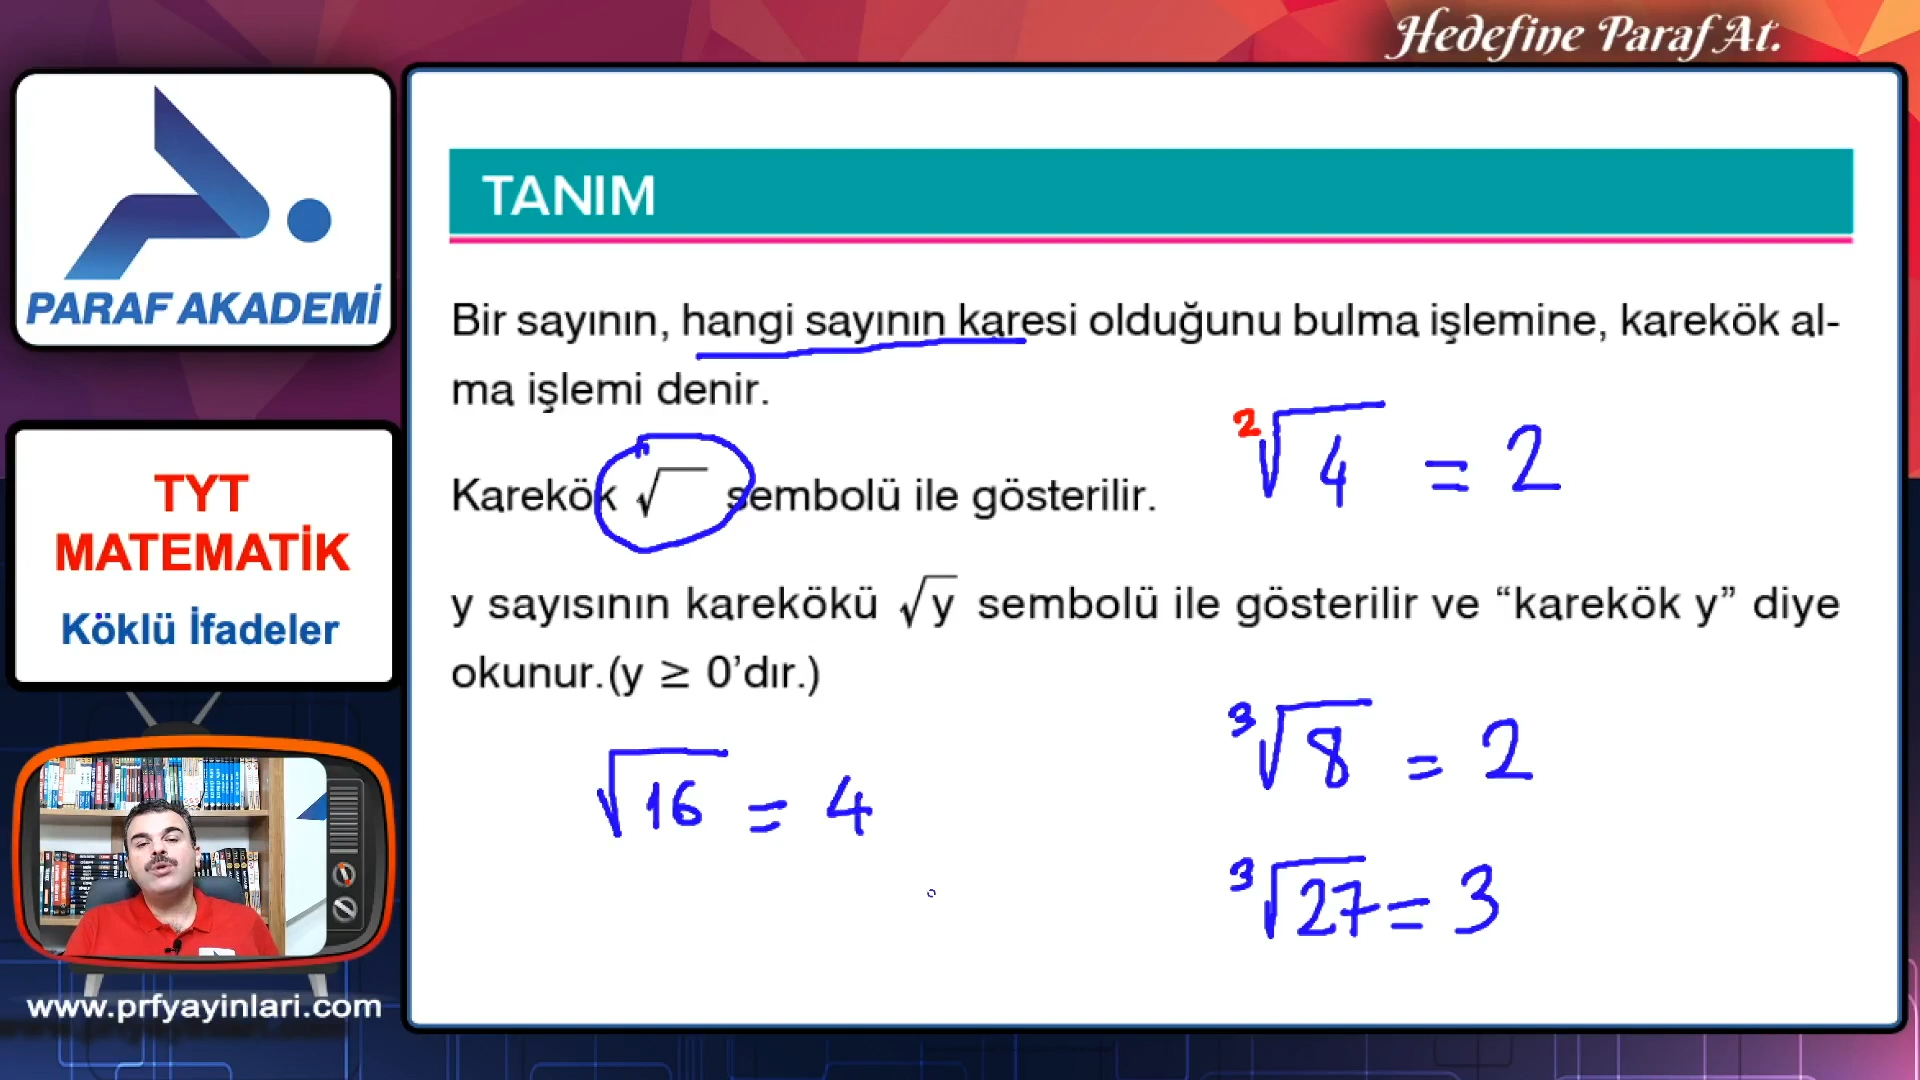 Hedefine Paraf At.
PARAF AKADEMİ
TYT
MATEMATİK
Köklü İfadeler
www.prfyayinlari.com
TANIM
Bir sayının, hangi sayının karesi olduğunu bulma işlemine, karekök al-
ma işlemi denir.
²√4 = 2
Karekök √ sembolü ile gösterilir.
y sayısının karekökü √y sembolü ile gösterilir ve “karekök y” diye
okunur.(y ≥ 0’dır.)
√16 = 4
³√8 = 2
³√27 = 3